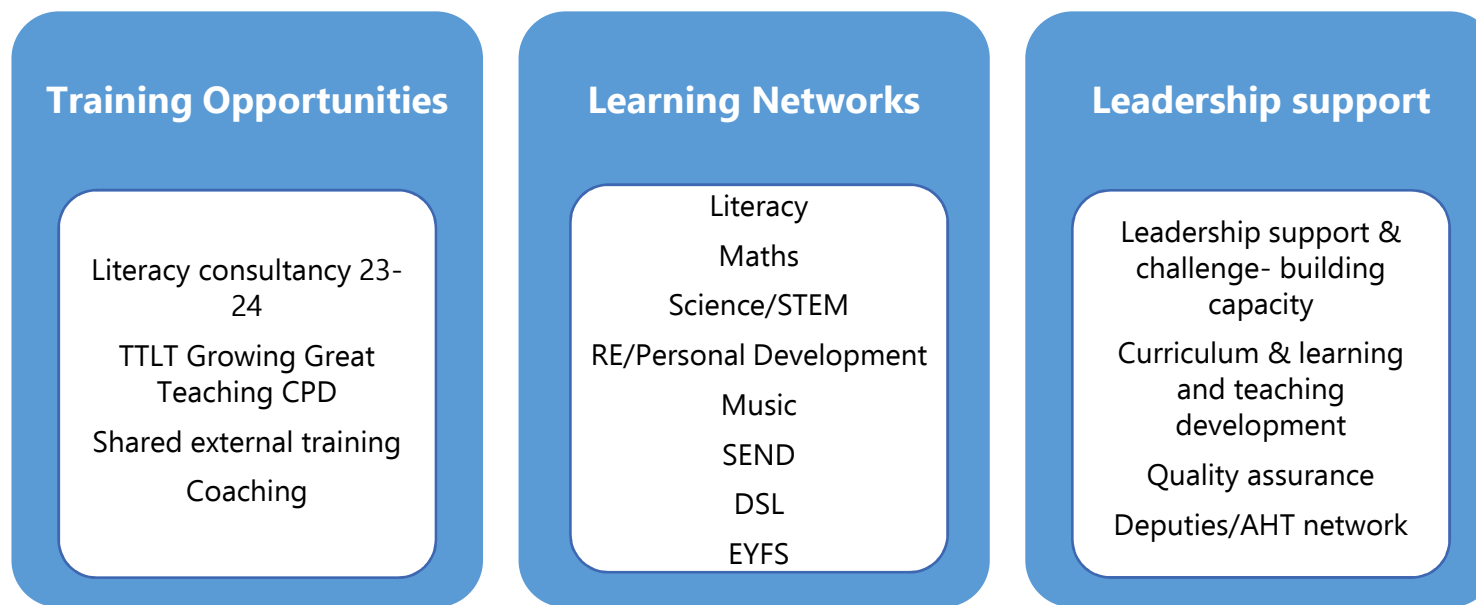 Training Opportunities
Literacy consultancy 23-
24
TTLT Growing Great
Teaching CPD
Shared external training
Coaching
Learning Networks
Literacy
Maths
Science/STEM
RE/Personal Development
Music
SEND
DSL
EYFS
Leadership support
Leadership support &
challenge- building
capacity
Curriculum & learning
and teaching
development
Quality assurance
Deputies/AHT network